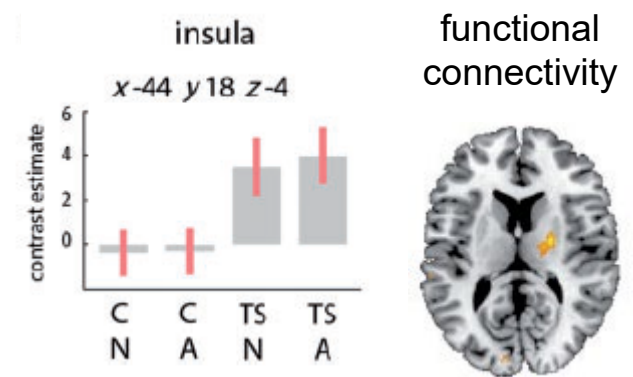 insula
x-44 y 18 z-4
6
4
2
0
contrast estimate
C C TS TS
N A N A
functional
connectivity